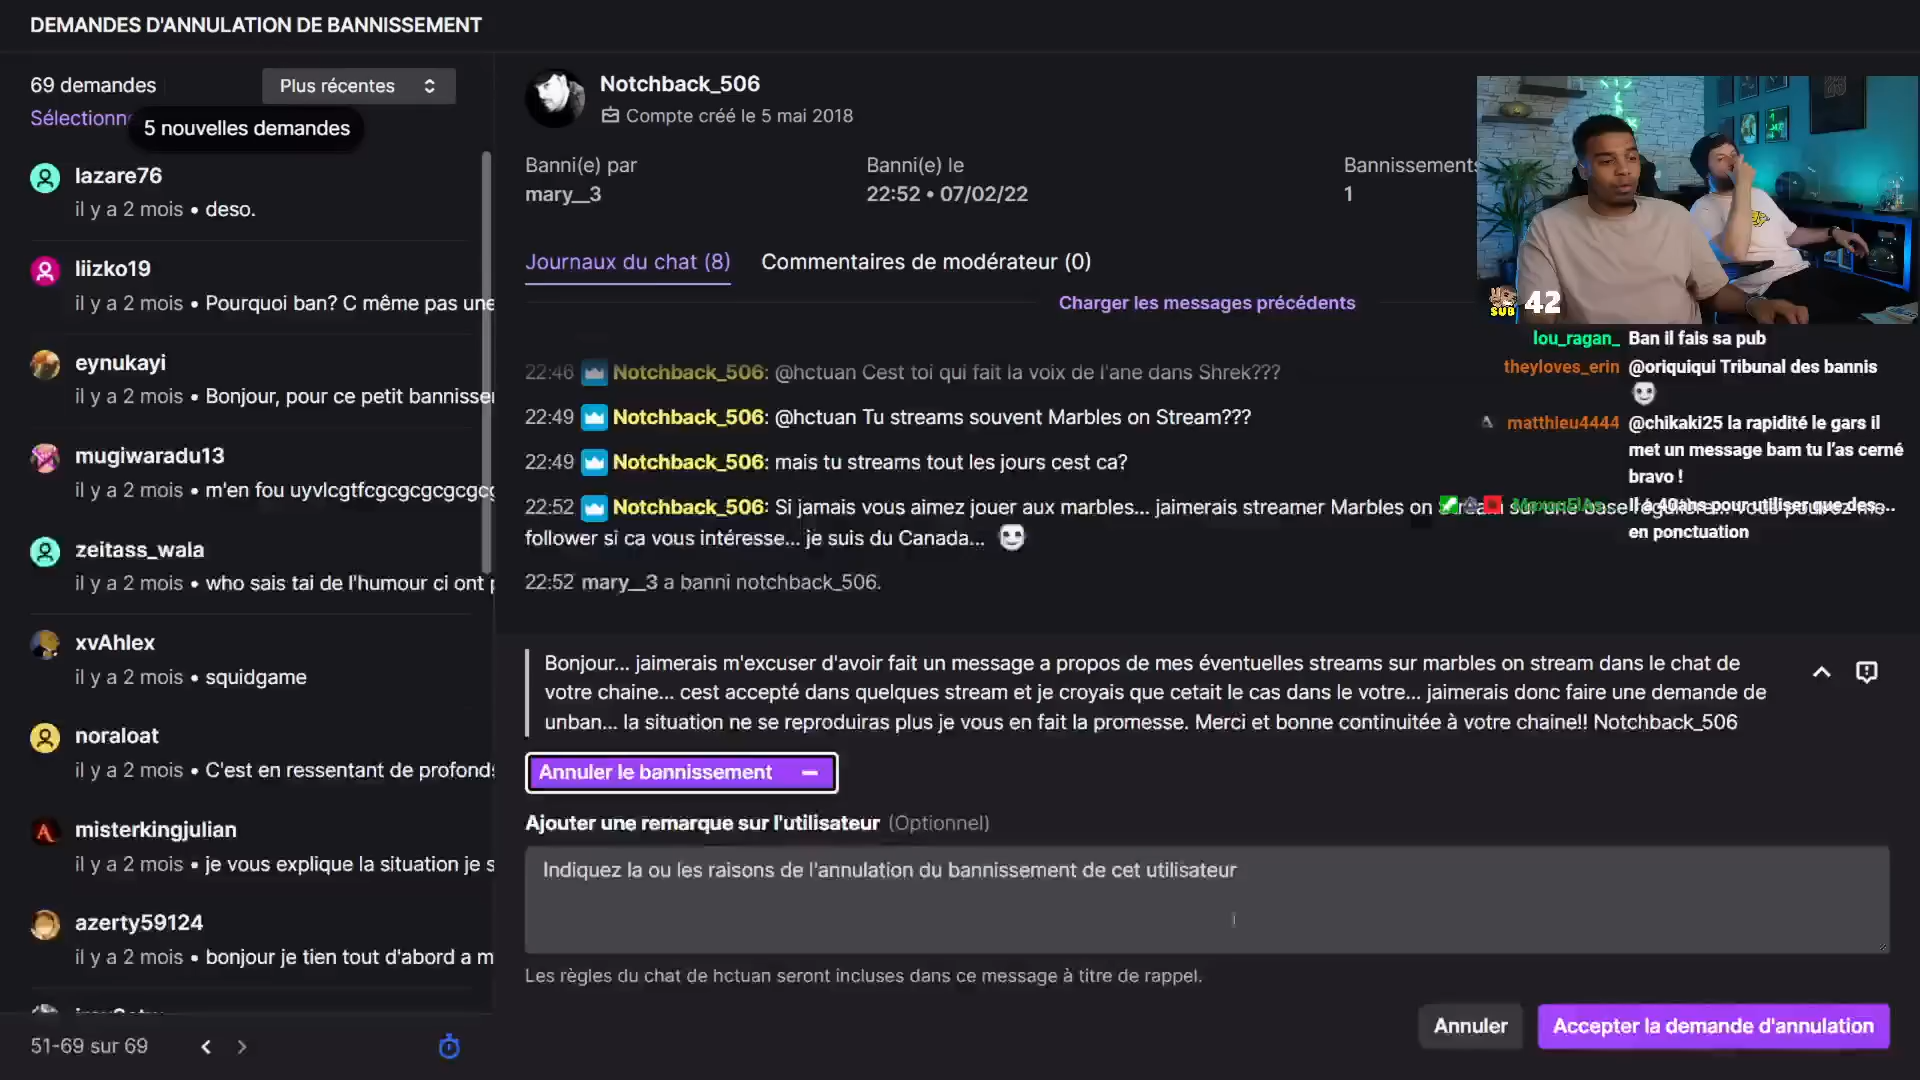 DEMANDES D'ANNULATION DE BANNISSEMENT
69 demandes
Plus récentes
Sélectionn
5 nouvelles demandes
lazare76
il y a 2 mois • deso.
liizko19
il y a 2 mois • Pourquoi ban? C même pas une
eynukayi
il y a 2 mois • Bonjour, pour ce petit bannisse
mugiwaradu13
il y a 2 mois • m'en fou uyvlcgtfcgcgcgcgcgc
zeitass_wala
il y a 2 mois • who sais tai de l'humour ci ont p
xvAhlex
il y a 2 mois • squidgame
noraloat
il y a 2 mois • C'est en ressentant de profonds
misterkingjulian
il y a 2 mois • je vous explique la situation je s
azerty59124
il y a 2 mois • bonjour je tien tout d'abord a m
51-69 sur 69
Notchback_506
Compte créé le 5 mai 2018
Banni(e) par
mary__3
Banni(e) le
22:52 • 07/02/22
Bannissements
1
Journaux du chat (8)
Commentaires de modérateur (0)
Charger les messages précédents
22:46 Notchback_506: @hctuan Cest toi qui fait la voix de l'ane dans Shrek???
22:49 Notchback_506: @hctuan Tu streams souvent Marbles on Stream???
22:49 Notchback_506: mais tu streams tout les jours cest ca?
22:52 Notchback_506: Si jamais vous aimez jouer aux marbles... jaimerais streamer Marbles on Stream sur une base
follower si ca vous intéresse... je suis du Canada...
22:52 mary__3 a banni notchback_506.
Bonjour... jaimerais m'excuser d'avoir fait un message a propos de mes éventuelles streams sur marbles on stream dans le chat de
votre chaine... cest accepté dans quelques stream et je croyais que cetait le cas dans le votre... jaimerais donc faire une demande de
unban... la situation ne se reproduiras plus je vous en fait la promesse. Merci et bonne continuitée à votre chaine!! Notchback_506
Annuler le bannissement
Ajouter une remarque sur l'utilisateur (Optionnel)
Indiquez la ou les raisons de l'annulation du bannissement de cet utilisateur
Les règles du chat de hctuan seront incluses dans ce message à titre de rappel.
Annuler
Accepter la demande d'annulation
SUB 42
lou_ragan_ Ban il fais sa pub
theyloves_erin @oriquiqui Tribunal des bannis
matthieu4444 @chikaki25 la rapidité le gars il
met un message bam tu l'as cerné
bravo !
Il à 40ans pour utiliser que des...
en ponctuation